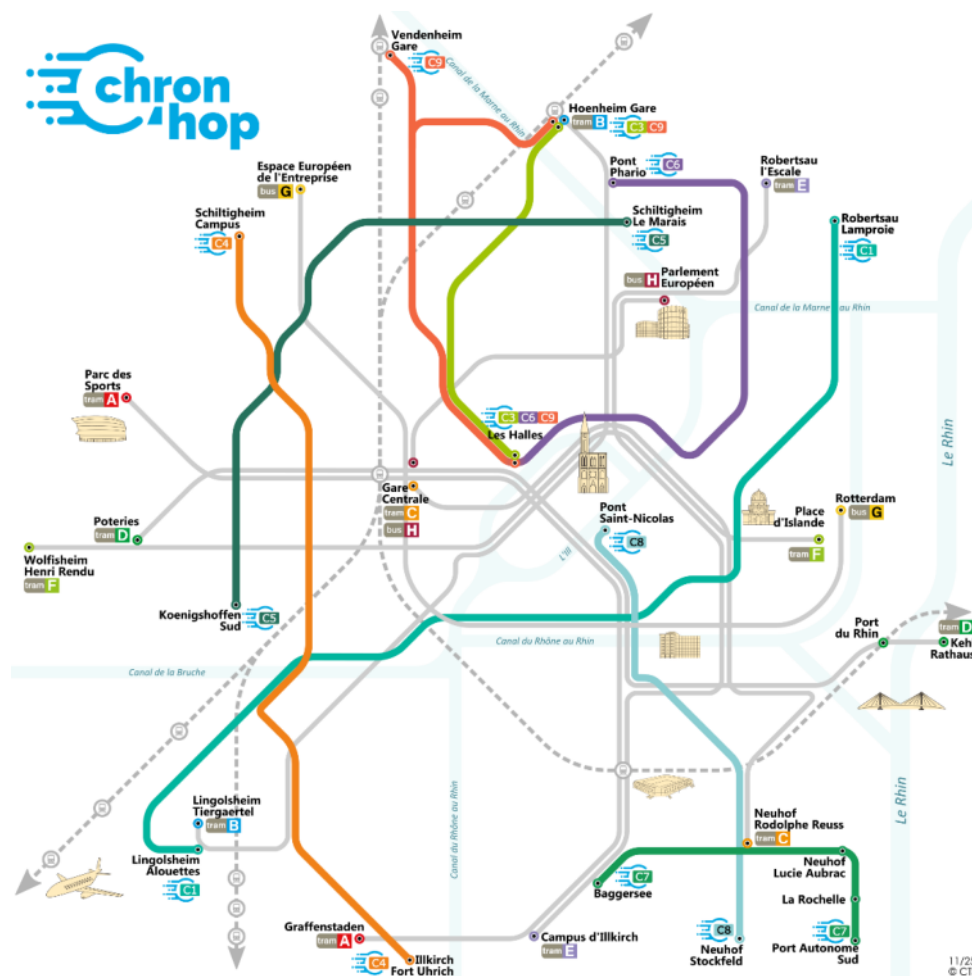 chron
hop
Vendenheim
Gare
C9
Canal de la Marne au Rhin
Hoenheim Gare
tram B
C3 C9
Espace Européen
de l'Entreprise
bus G
Pont
Phario
C6
Robertsau
l'Escale
tram E
Schiltigheim
Campus
C4
Schiltigheim
Le Marais
C5
Robertsau
Lamproie
C1
bus H
Parlement
Européen
Canal de la Marne au Rhin
Parc des
Sports
tram A
C3 C6 C9
Les Halles
Le Rhin
Gare
Centrale
tram C
bus H
Poteries
tram D
Pont
Saint-Nicolas
C8
Place
d'Islande
tram F
Rotterdam
bus G
Wolfisheim
Henri Rendu
tram F
L'Ill
Koenigshoffen
Sud
C5
Canal du Rhône au Rhin
Port
du Rhin
tram D
Keh
Rathaus
Canal de la Bruche
Lingolsheim
Tiergaertel
tram B
Canal du Rhône au Rhin
Le Rhin
Neuhof
Rodolphe Reuss
tram C
Lingolsheim
Alouettes
C1
C7
Baggersee
Neuhof
Lucie Aubrac
La Rochelle
Graffenstaden
tram A
Campus d'Illkirch
tram E
C8
Neuhof
Stockfeld
C7
Port Autonome
Sud
C4
Illkirch
Fort Uhrich
11/2
© CT